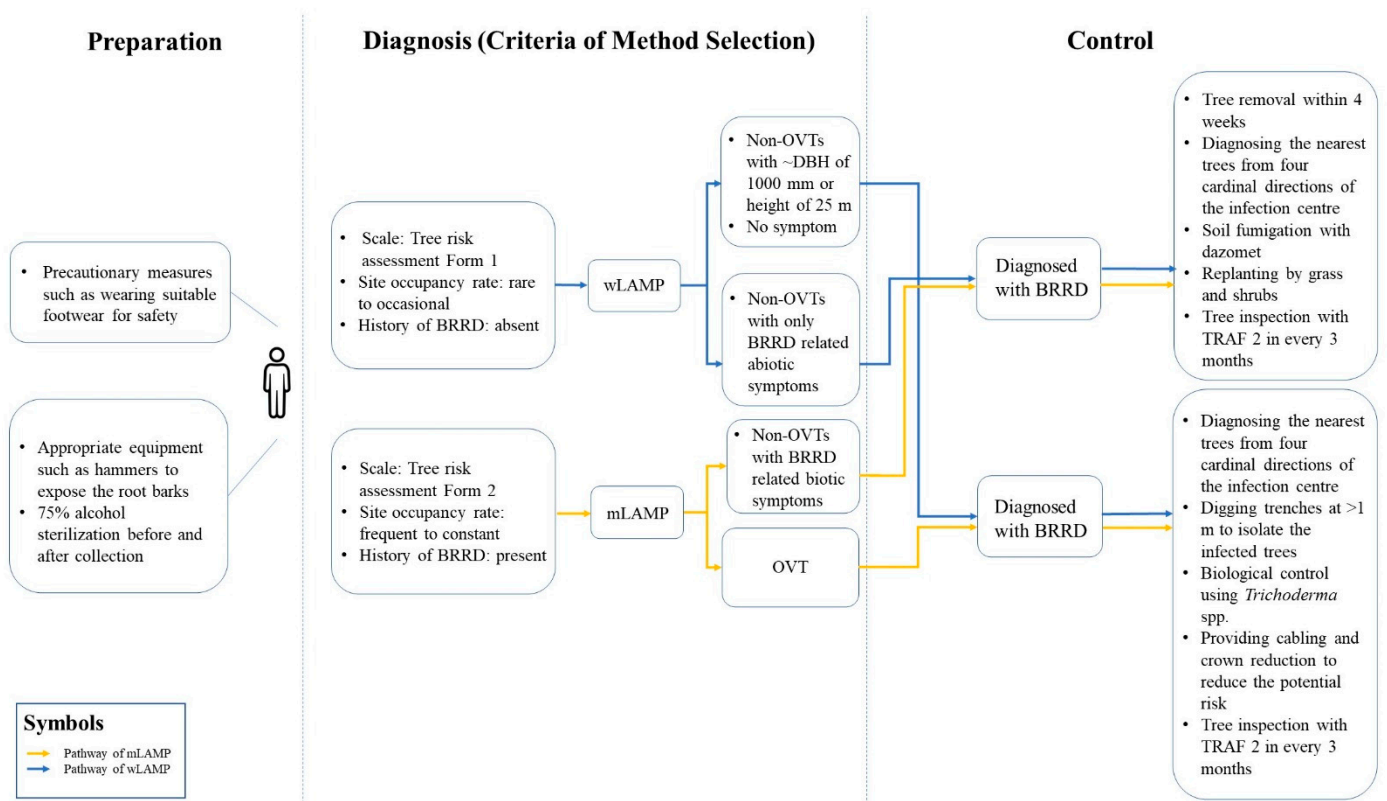 Preparation
Diagnosis (Criteria of Method Selection)
Control
• Precautionary measures
such as wearing suitable
footwear for safety
• Appropriate equipment
such as hammers to
expose the root barks
• 75% alcohol
sterilization before and
after collection
• Scale: Tree risk
assessment Form 1
• Site occupancy rate: rare
to occasional
• History of BRRD: absent
wLAMP
• Non-OVTs
with ~DBH of
1000 mm or
height of 25 m
• No symptom
• Non-OVTs
with only
BRRD related
abiotic
symptoms
• Scale: Tree risk
assessment Form 2
• Site occupancy rate:
frequent to constant
• History of BRRD: present
mLAMP
• Non-OVTs
with BRRD
related biotic
symptoms
OVT
Diagnosed
with BRRD
Diagnosed
with BRRD
• Tree removal within 4
weeks
• Diagnosing the nearest
trees from four
cardinal directions of
the infection centre
• Soil fumigation with
dazomet
• Replanting by grass
and shrubs
• Tree inspection with
TRAF 2 in every 3
months
• Diagnosing the nearest
trees from four
cardinal directions of
the infection centre
• Digging trenches at >1
m to isolate the
infected trees
• Biological control
using Trichoderma
spp.
• Providing cabling and
crown reduction to
reduce the potential
risk
• Tree inspection with
TRAF 2 in every 3
months
Symbols
Pathway of mLAMP
Pathway of wLAMP